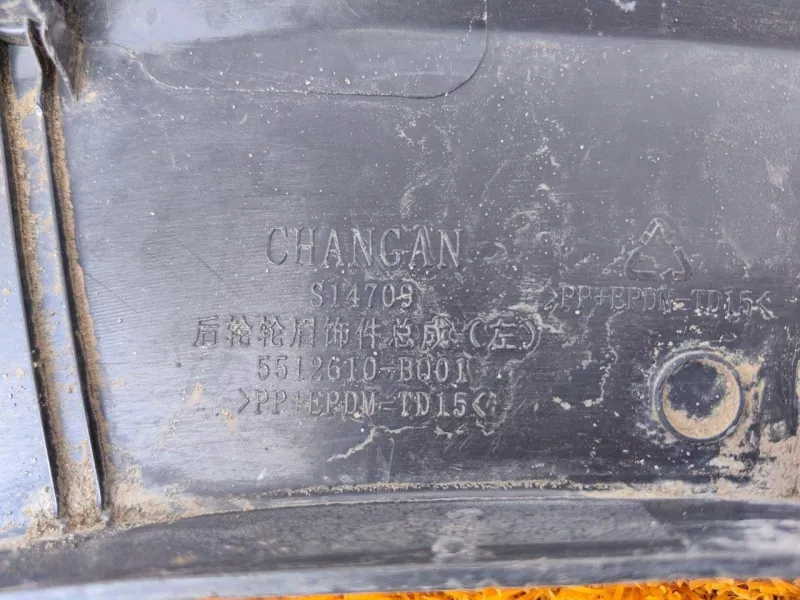 CHANGAN
S14709
后轮轮眉饰件总成(左)
5512610-BQ01
>PP+EPDM-TD15<
>PP+EPDM-TD15<